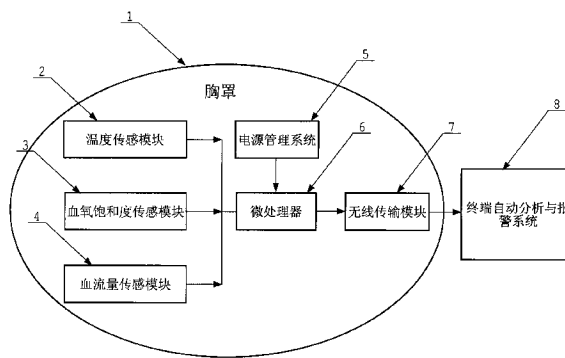 1
5
2
8
胸罩
7
温度传感模块
电源管理系统
6
3
血氧饱和度传感模块
微处理器
无线传输模块
终端自动分析与报
警系统
4
血流量传感模块